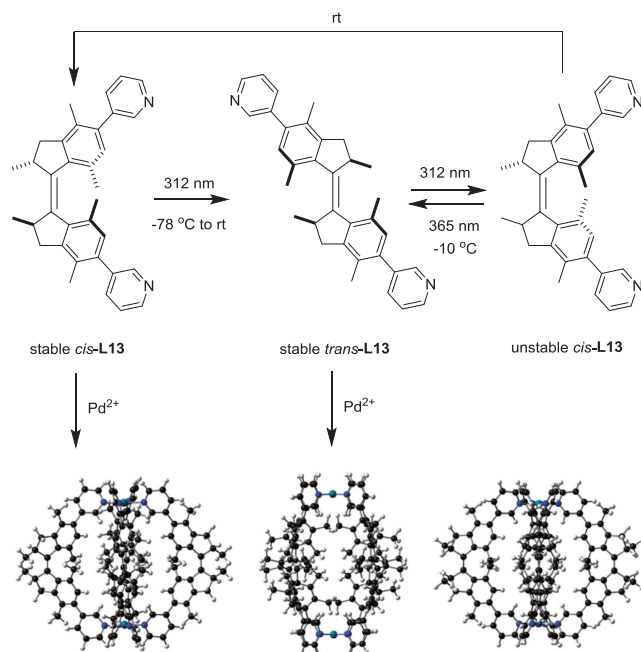 rt
N
N
N
312 nm
312 nm
-78 °C to rt
365 nm
-10 °C
N
N
N
stable cis-L13
stable trans-L13
unstable cis-L13
Pd²⁺
Pd²⁺